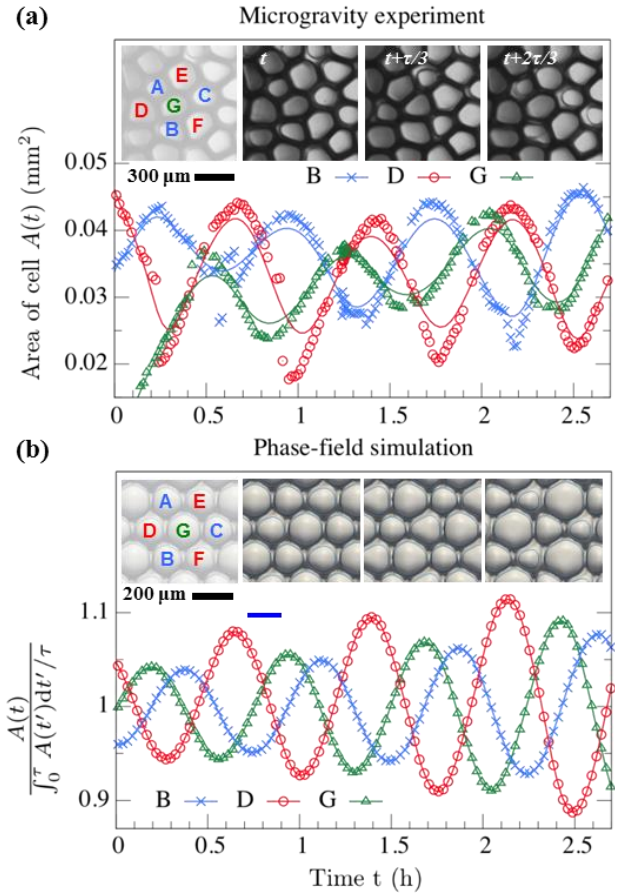 (a)
Microgravity experiment
E
A
C
G
D
B
F
t
t+τ/3
t+2τ/3
300 μm
B D G
Area of cell A(t) (mm²)
0.05
0.04
0.03
0.02
0 0.5 1 1.5 2 2.5
(b)
Phase-field simulation
A E
D G C
B F
200 μm
A(t)
∫₀^τ A(t′)dt′/τ
1.1
1
0.9
B D G
0 0.5 1 1.5 2 2.5
Time t (h)